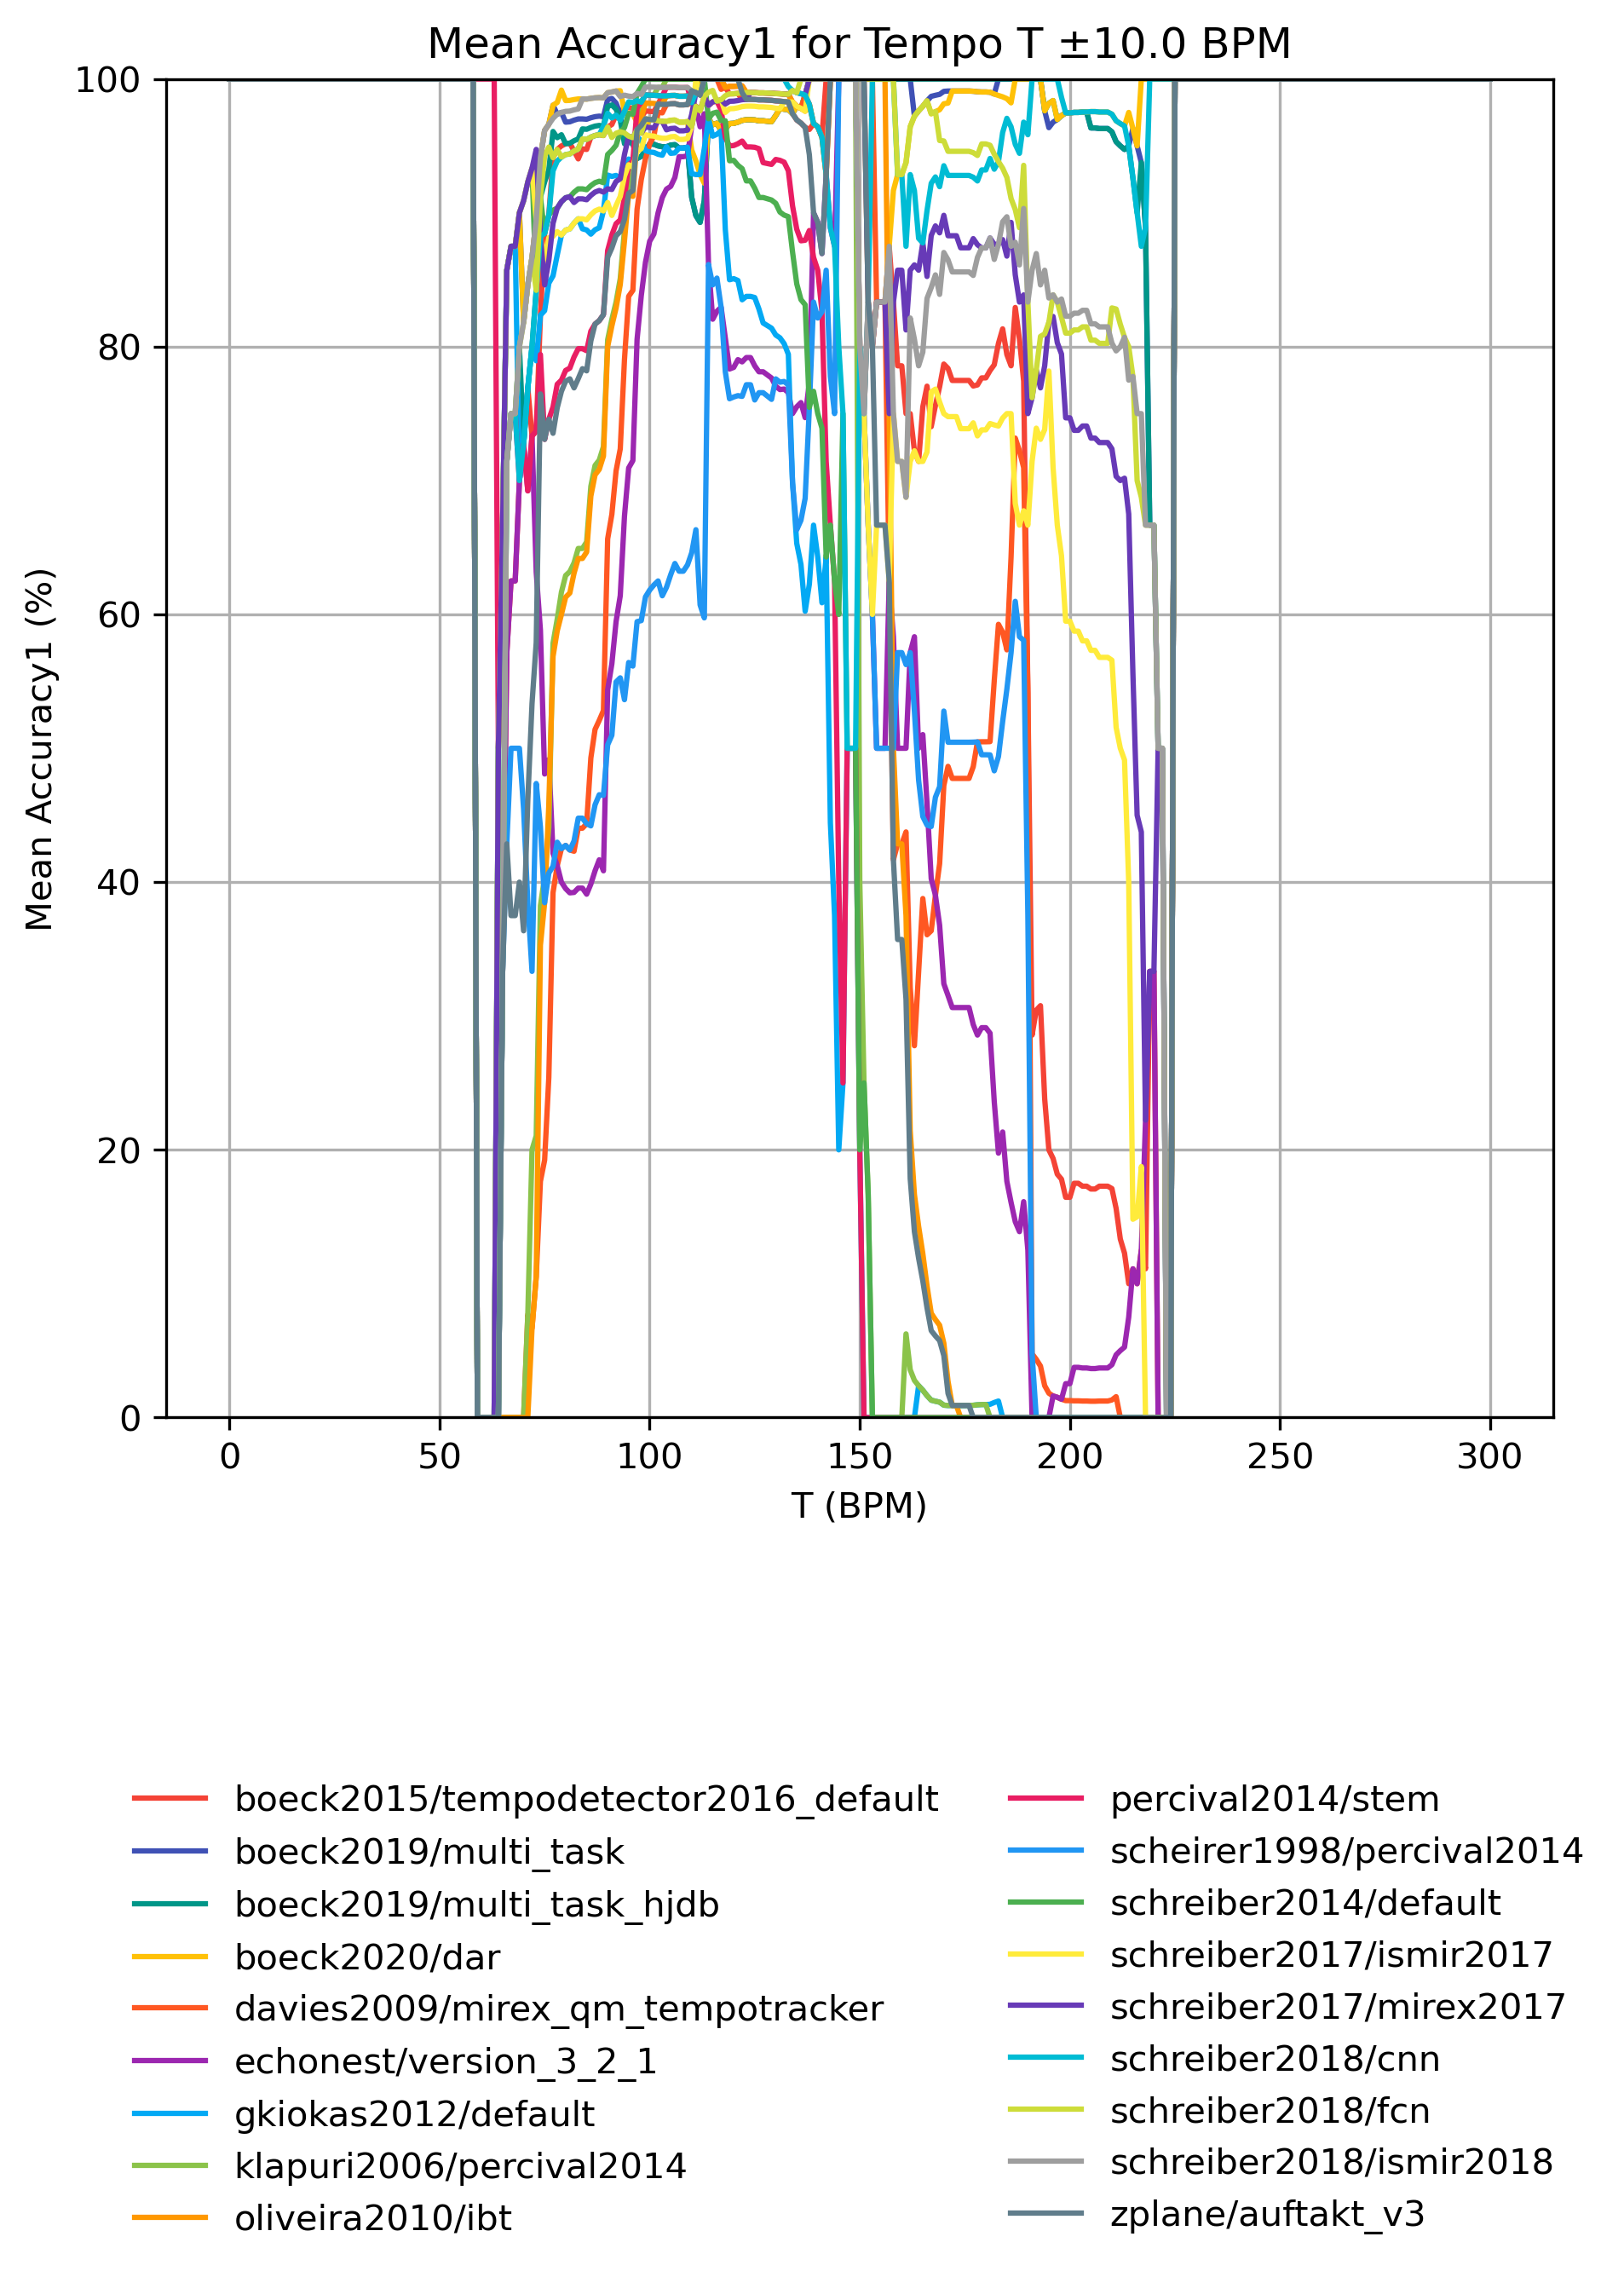 Mean Accuracy1 for Tempo T ±10.0 BPM
Mean Accuracy1 (%)
100
80
60
40
20
0
0 50 100 150 200 250 300
T (BPM)
boeck2015/tempodetector2016_default
boeck2019/multi_task
boeck2019/multi_task_hjdb
boeck2020/dar
davies2009/mirex_qm_tempotracker
echonest/version_3_2_1
gkiokas2012/default
klapuri2006/percival2014
oliveira2010/ibt
percival2014/stem
scheirer1998/percival2014
schreiber2014/default
schreiber2017/ismir2017
schreiber2017/mirex2017
schreiber2018/cnn
schreiber2018/fcn
schreiber2018/ismir2018
zplane/auftakt_v3